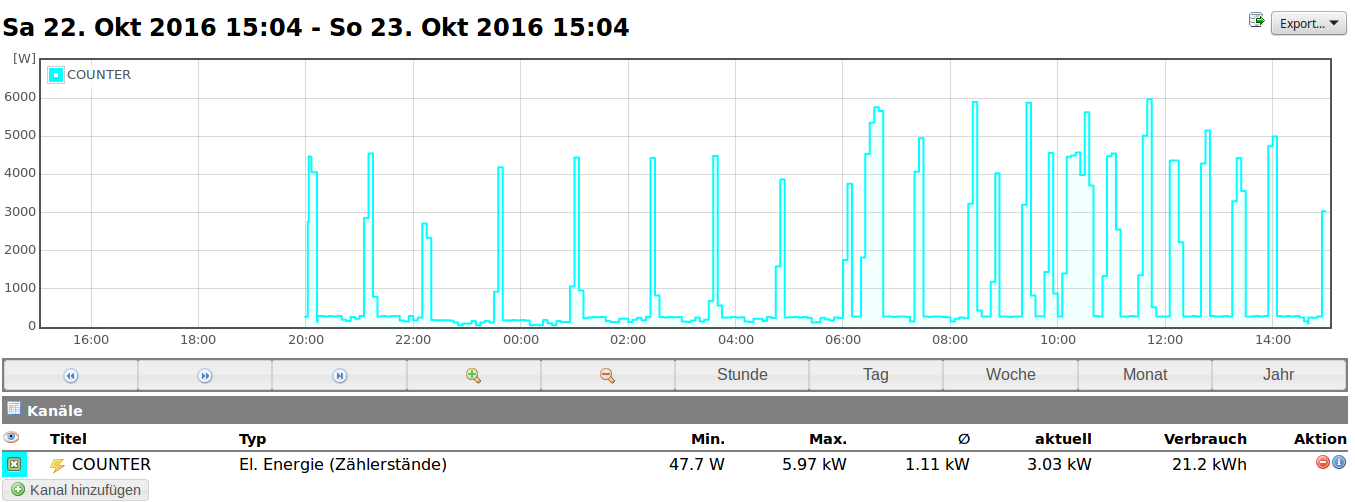 Sa 22. Okt 2016 15:04 - So 23. Okt 2016 15:04
Export...
[W]
COUNTER
6000
5000
4000
3000
2000
1000
0
16:00 18:00 20:00 22:00 00:00 02:00 04:00 06:00 08:00 10:00 12:00 14:00
Stunde Tag Woche Monat Jahr
Kanäle
Titel Typ Min. Max. Ø aktuell Verbrauch Aktion
COUNTER El. Energie (Zählerstände) 47.7 W 5.97 kW 1.11 kW 3.03 kW 21.2 kWh
Kanal hinzufügen